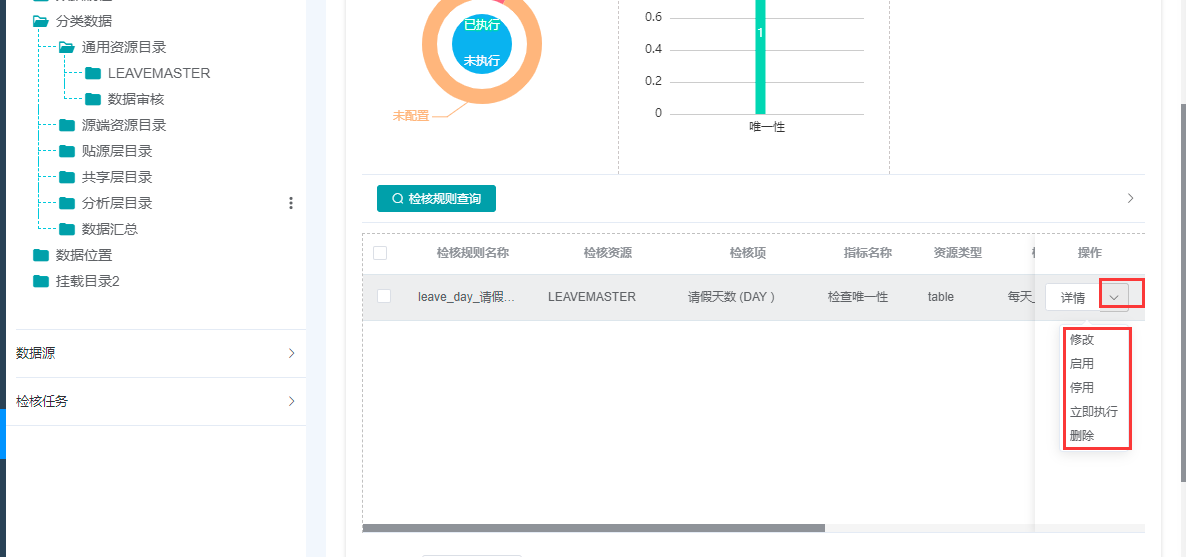 分类数据
通用资源目录
LEAVEMASTER
数据审核
源端资源目录
贴源层目录
共享层目录
分析层目录
数据汇总
数据位置
挂载目录2
数据源
检核任务
已执行
未执行
未配置
0.6
0.4
0.2
0
1
唯一性
检核规则查询
检核规则名称 检核资源 检核项 指标名称 资源类型 操作
leave_day_请假... LEAVEMASTER 请假天数 (DAY ) 检查唯一性 table 每天_ 详情
修改
启用
停用
立即执行
删除